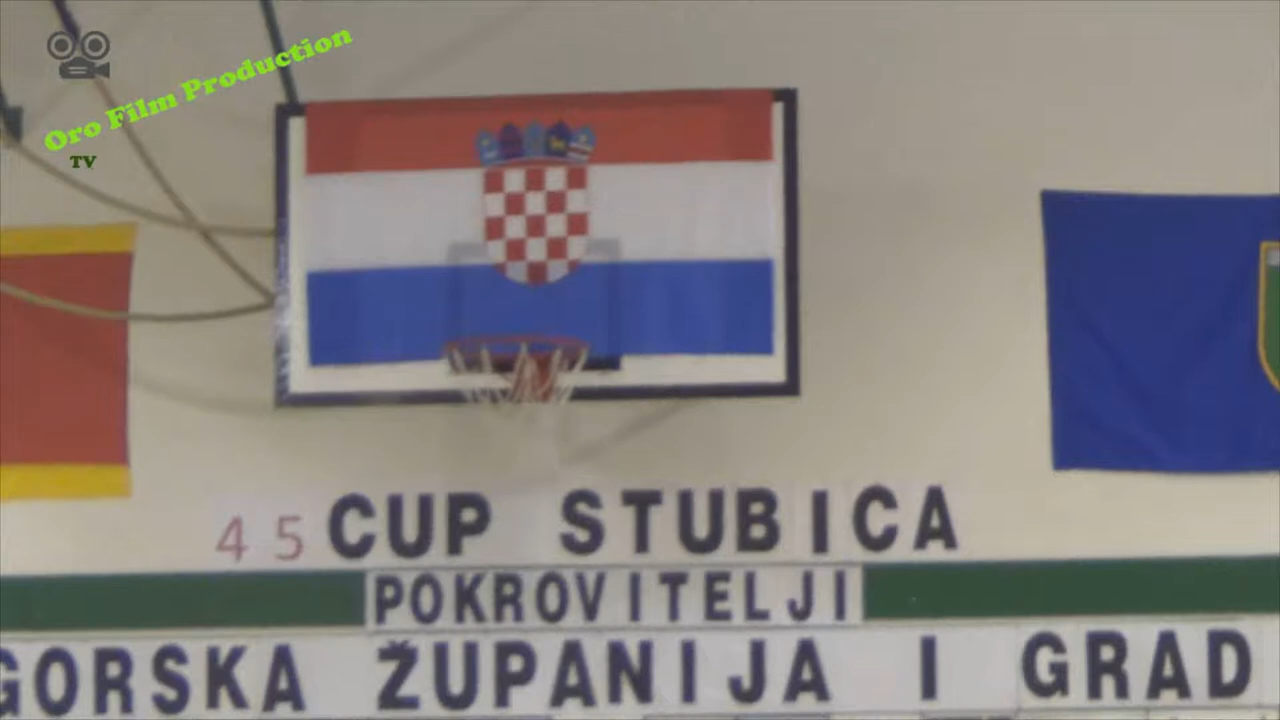 Oro Film Production
TV
45 CUP STUBICA
POKROVITELJI
GORSKA ŽUPANIJA I GRAD